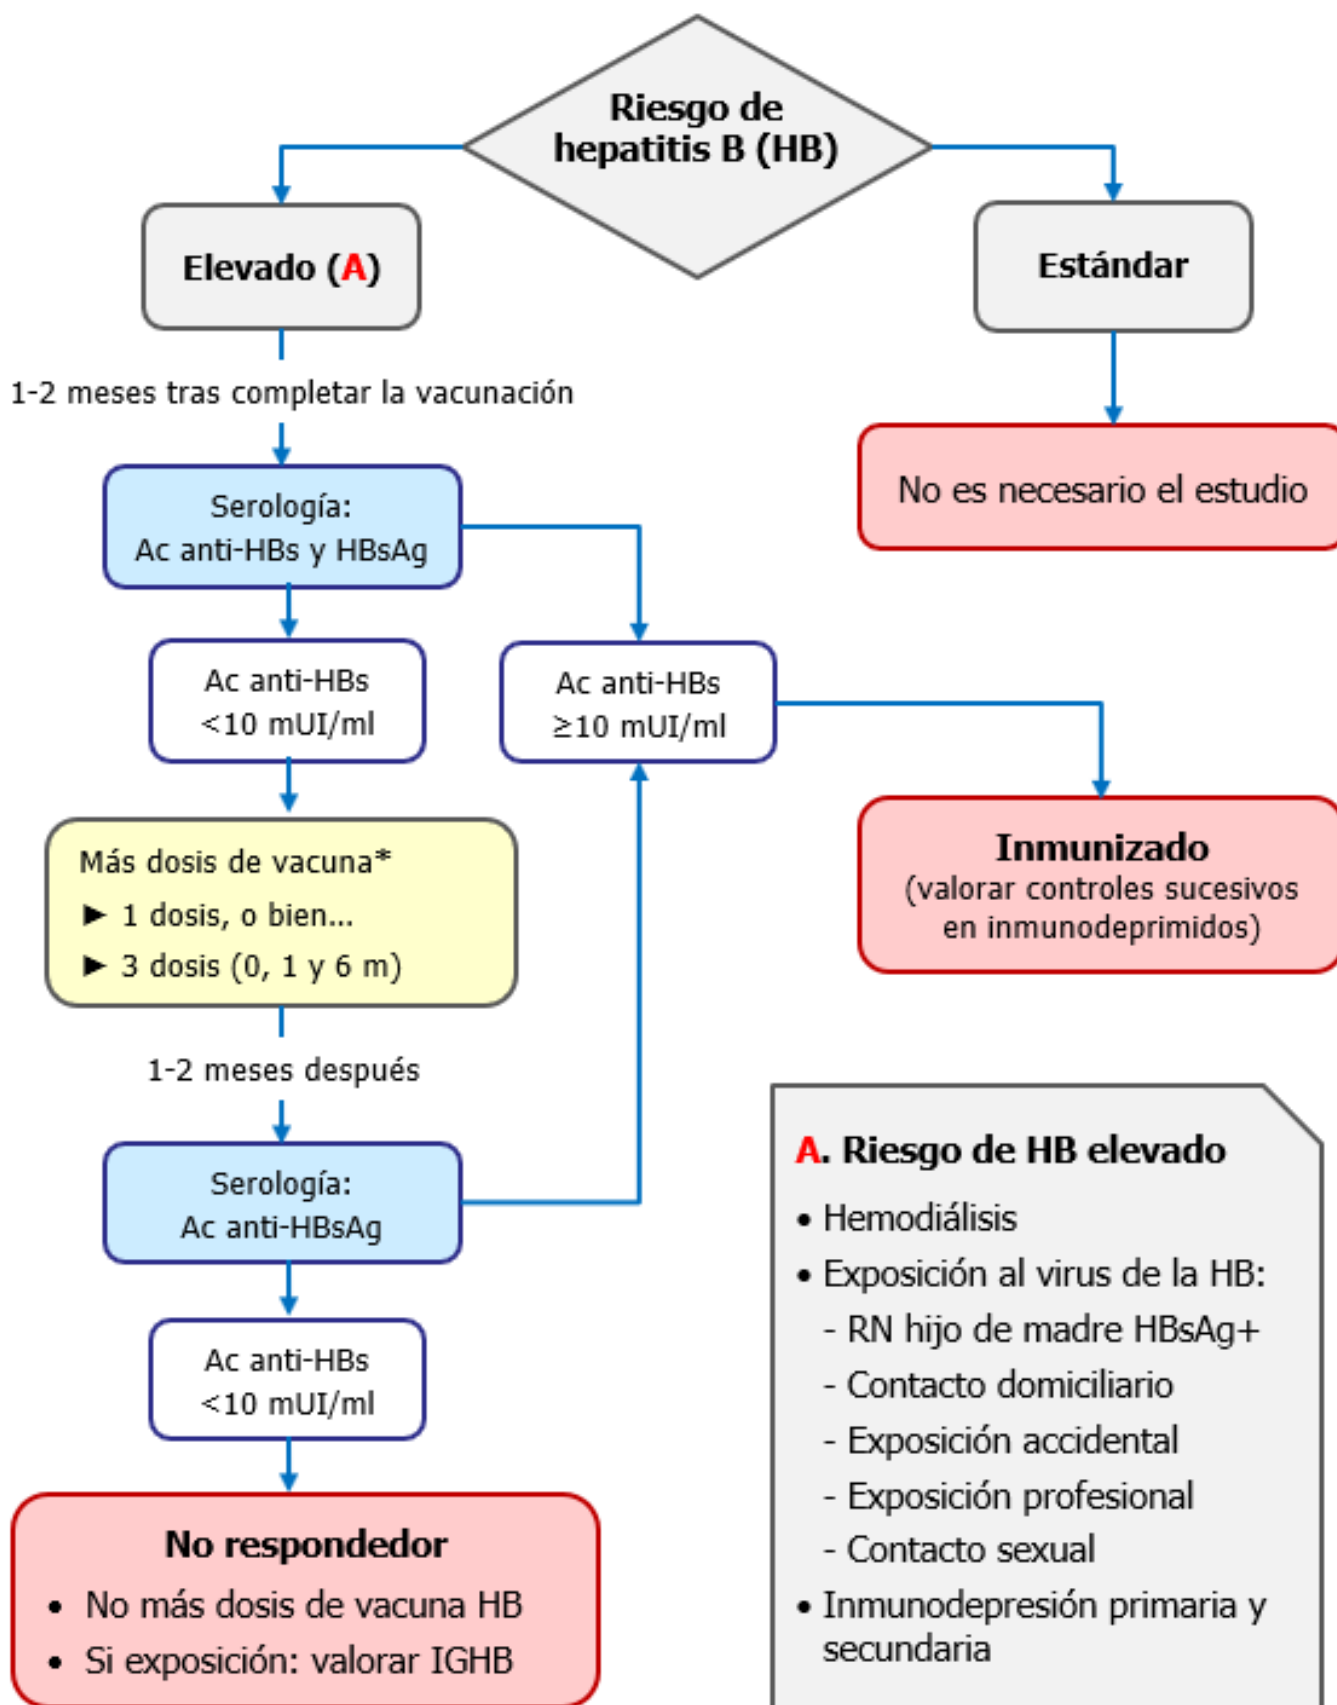 Riesgo de
hepatitis B (HB)
Elevado (A)
Estándar
1-2 meses tras completar la vacunación
No es necesario el estudio
Serología:
Ac anti-HBs y HBsAg
Ac anti-HBs
<10 mUI/ml
Ac anti-HBs
≥10 mUI/ml
Más dosis de vacuna*
► 1 dosis, o bien...
► 3 dosis (0, 1 y 6 m)
Inmunizado
(valorar controles sucesivos
en inmunodeprimidos)
1-2 meses después
Serología:
Ac anti-HBsAg
Ac anti-HBs
<10 mUI/ml
No respondedor
• No más dosis de vacuna HB
• Si exposición: valorar IGHB
A. Riesgo de HB elevado
• Hemodiálisis
• Exposición al virus de la HB:
- RN hijo de madre HBsAg+
- Contacto domiciliario
- Exposición accidental
- Exposición profesional
- Contacto sexual
• Inmunodepresión primaria y
secundaria